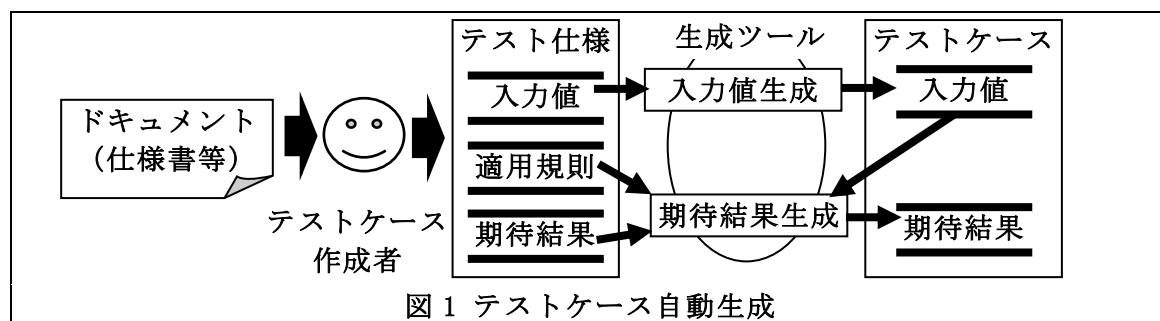 テスト仕様
生成ツール
テストケース
入力値
入力値生成
入力値
ドキュメント
(仕様書等)
適用規則
期待結果
期待結果生成
期待結果
テストケース
作成者
図 1 テストケース自動生成